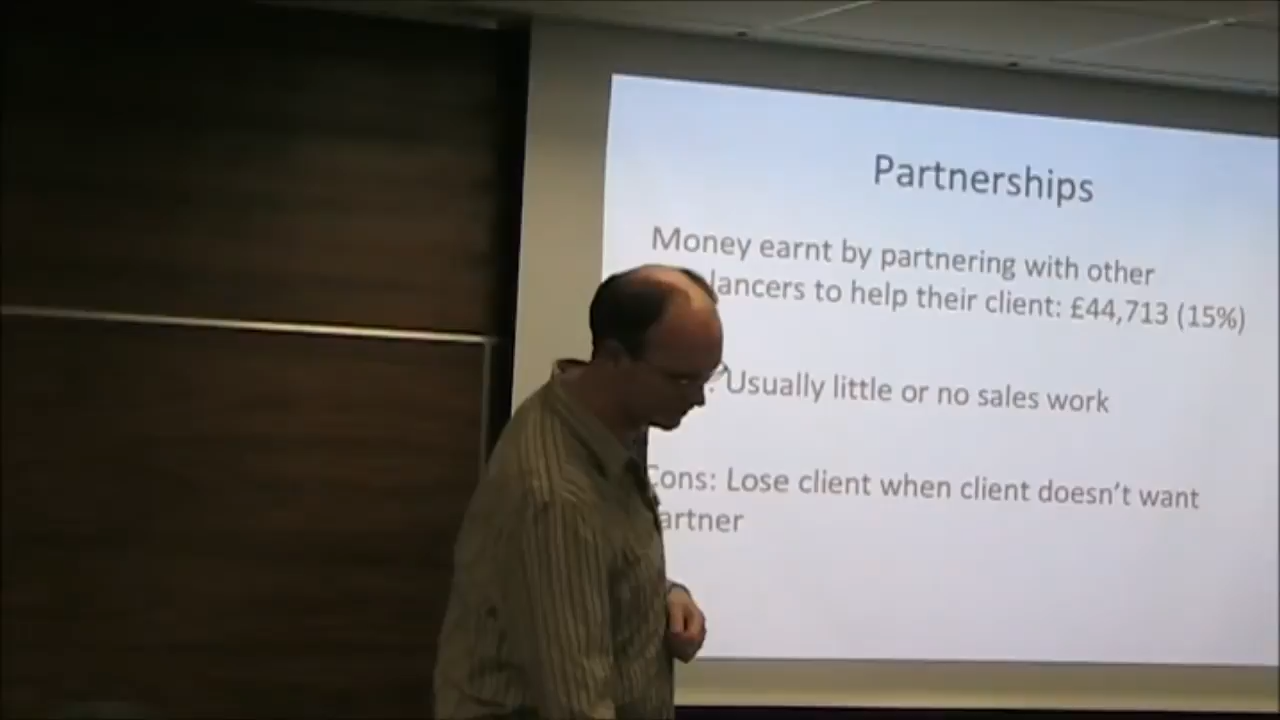 Partnerships
Money earnt by partnering with other
lancers to help their client: £44,713 (15%)
: Usually little or no sales work
Cons: Lose client when client doesn't want
artner